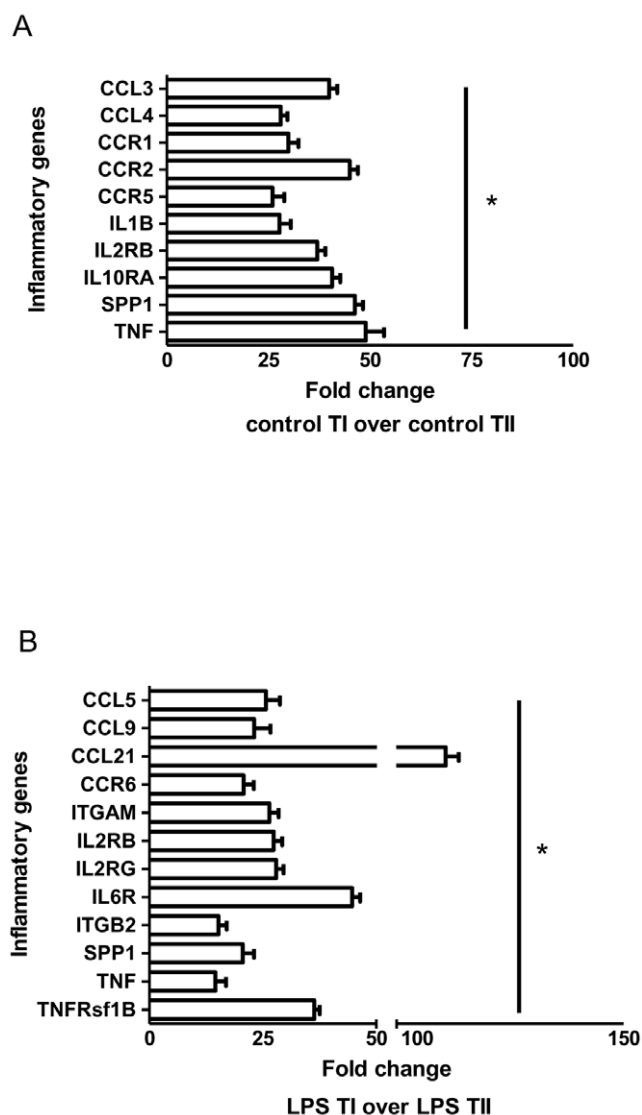 A
Inflammatory genes
CCL3
CCL4
CCR1
CCR2
CCR5
IL1B
IL2RB
IL10RA
SPP1
TNF
*
0 25 50 75 100
Fold change
control TI over control TII
B
Inflammatory genes
CCL5
CCL9
CCL21
CCR6
ITGAM
IL2RB
IL2RG
IL6R
ITGB2
SPP1
TNF
TNFRsf1B
*
0 25 50 100 150
Fold change
LPS TI over LPS TII